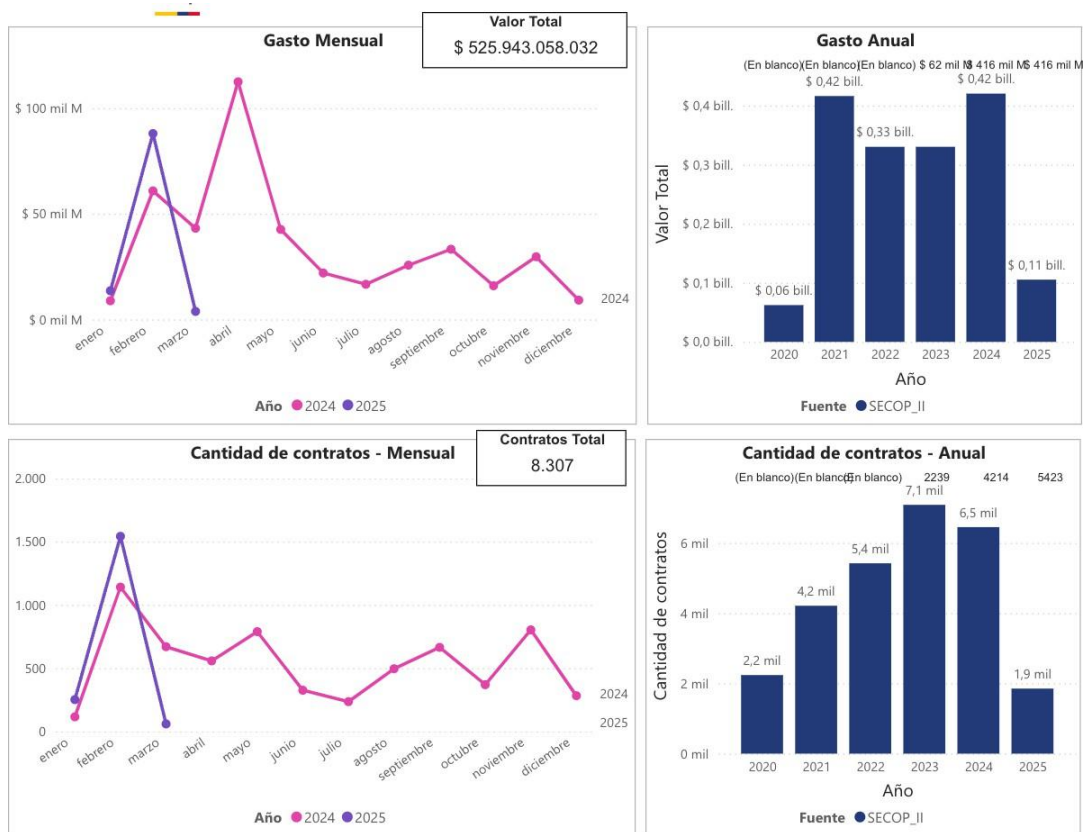 Valor Total
$ 525.943.058.032
Gasto Mensual
$ 100 mil M
$ 50 mil M
$ 0 mil M
enero
febrero
marzo
abril
mayo
junio
julio
agosto
septiembre
octubre
noviembre
diciembre
2024
Año 2024 2025
Gasto Anual
(En blanco) (En blanco) (En blanco) $ 62 mil M $ 416 mil M $ 416 mil M
$ 0,06 bill.
$ 0,42 bill.
$ 0,33 bill.
$ 0,42 bill.
$ 0,11 bill.
$ 0,4 bill.
$ 0,3 bill.
$ 0,2 bill.
$ 0,1 bill.
$ 0,0 bill.
Valor Total
2020 2021 2022 2023 2024 2025
Año
Fuente SECOP_II
Contratos Total
8.307
Cantidad de contratos - Mensual
2.000
1.500
1.000
500
0
enero
febrero
marzo
abril
mayo
junio
julio
agosto
septiembre
octubre
noviembre
diciembre
2024
2025
Año 2024 2025
Cantidad de contratos - Anual
(En blanco) (En blanco) (En blanco) 2239 4214 5423
2,2 mil
4,2 mil
5,4 mil
7,1 mil
6,5 mil
1,9 mil
6 mil
4 mil
2 mil
0 mil
Cantidad de contratos
2020 2021 2022 2023 2024 2025
Año
Fuente SECOP_II